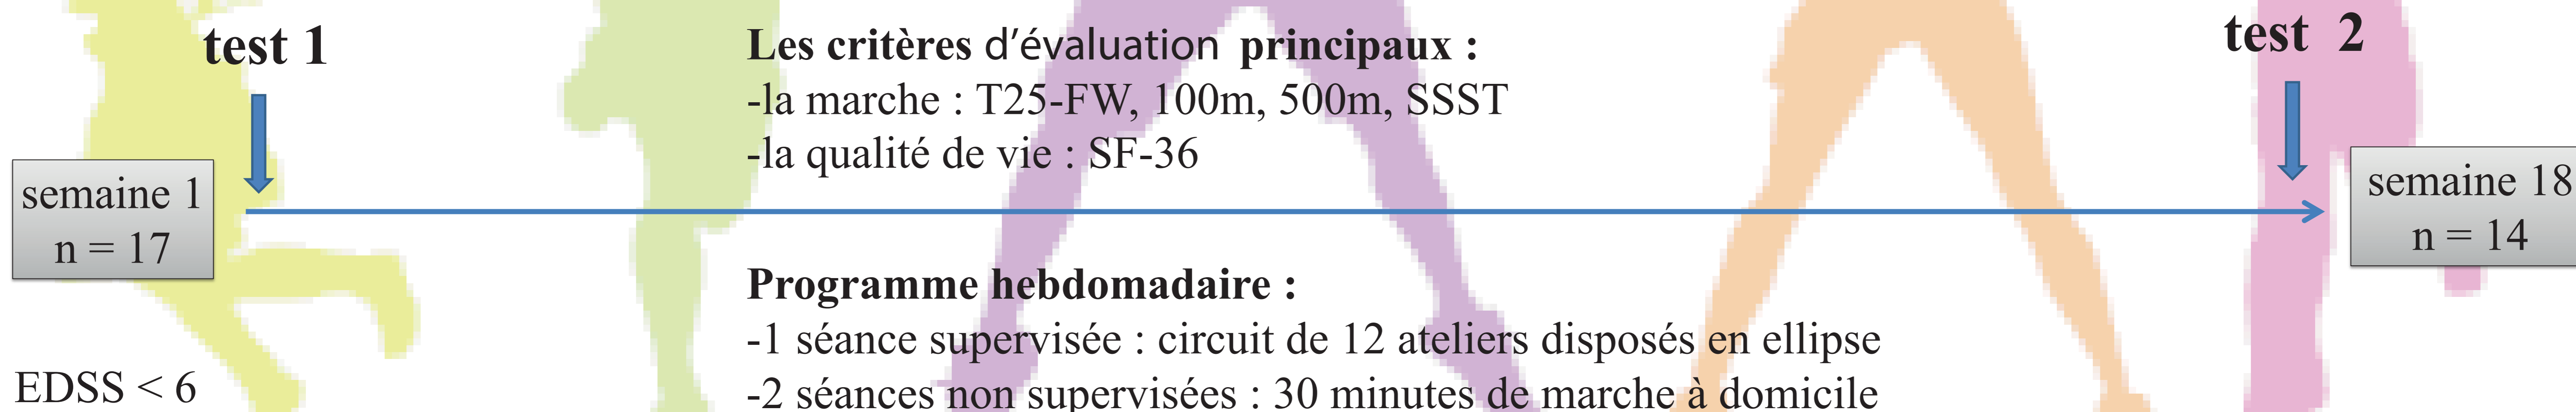 test 1
Les critères d'évaluation principaux :
-la marche : T25-FW, 100m, 500m, SSST
-la qualité de vie : SF-36
test 2
semaine 1
n = 17
semaine 18
n = 14
Programme hebdomadaire :
-1 séance supervisée : circuit de 12 ateliers disposés en ellipse
-2 séances non supervisées : 30 minutes de marche à domicile
EDSS < 6